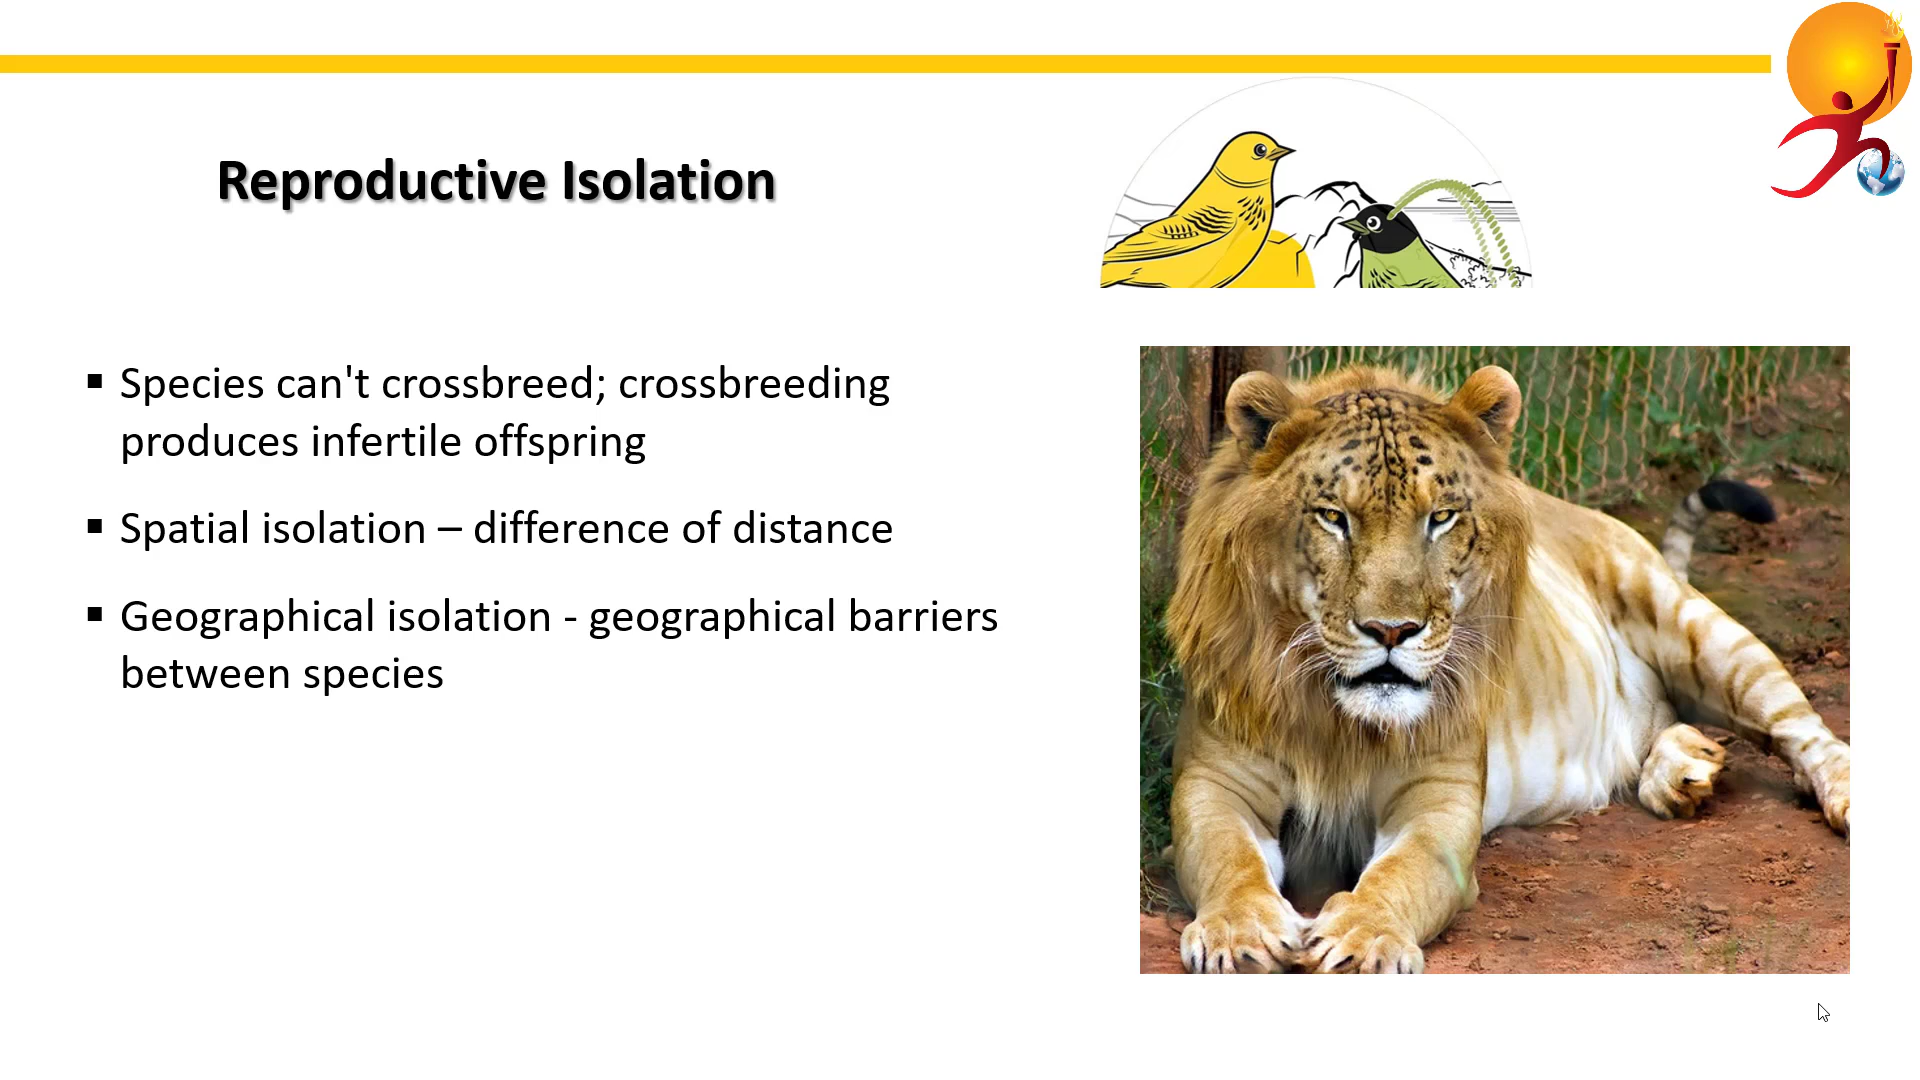 Reproductive Isolation
▪ Species can't crossbreed; crossbreeding
produces infertile offspring
▪ Spatial isolation – difference of distance
▪ Geographical isolation - geographical barriers
between species